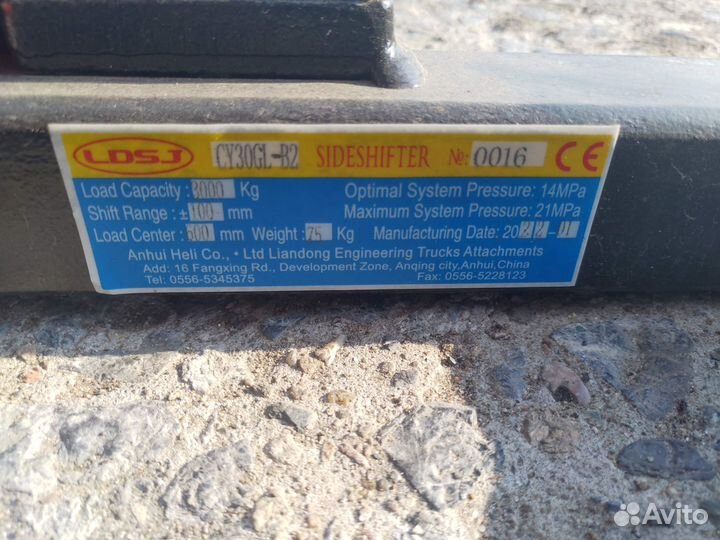 LDSJ CY30GL-B2 SIDESHIFTER №: 0016 CE
Load Capacity: 3000 Kg Optimal System Pressure: 14MPa
Shift Range: ±100 mm Maximum System Pressure: 21MPa
Load Center: 500 mm Weight: 75 Kg Manufacturing Date: 2022-01
Anhui Heli Co., • Ltd Liandong Engineering Trucks Attachments
Add: 16 Fangxing Rd., Development Zone, Anqing city,Anhui,China
Tel: 0556-5345375 Fax: 0556-5228123
Avito